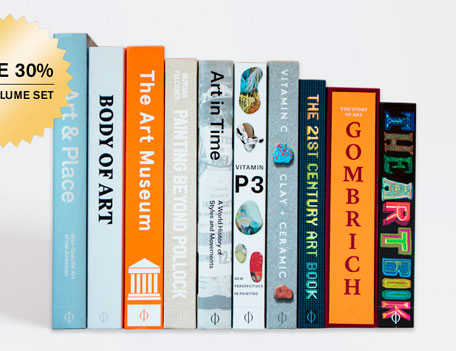 E 30%
LUME SET
Art & Place
Site-Specific Art
of the Americas
BODY OF ART
The Art Museum
MORGAN
FALCONER
PAINTING BEYOND POLLOCK
Art in Time
A World History of
Styles and Movements
VITAMIN
P3
NEW
PERSPECTIVES
IN PAINTING
VITAMIN C
CLAY + CERAMIC
THE 21ST CENTURY ART BOOK
THE STORY
OF ART
GOMBRICH
THE ART BOOK